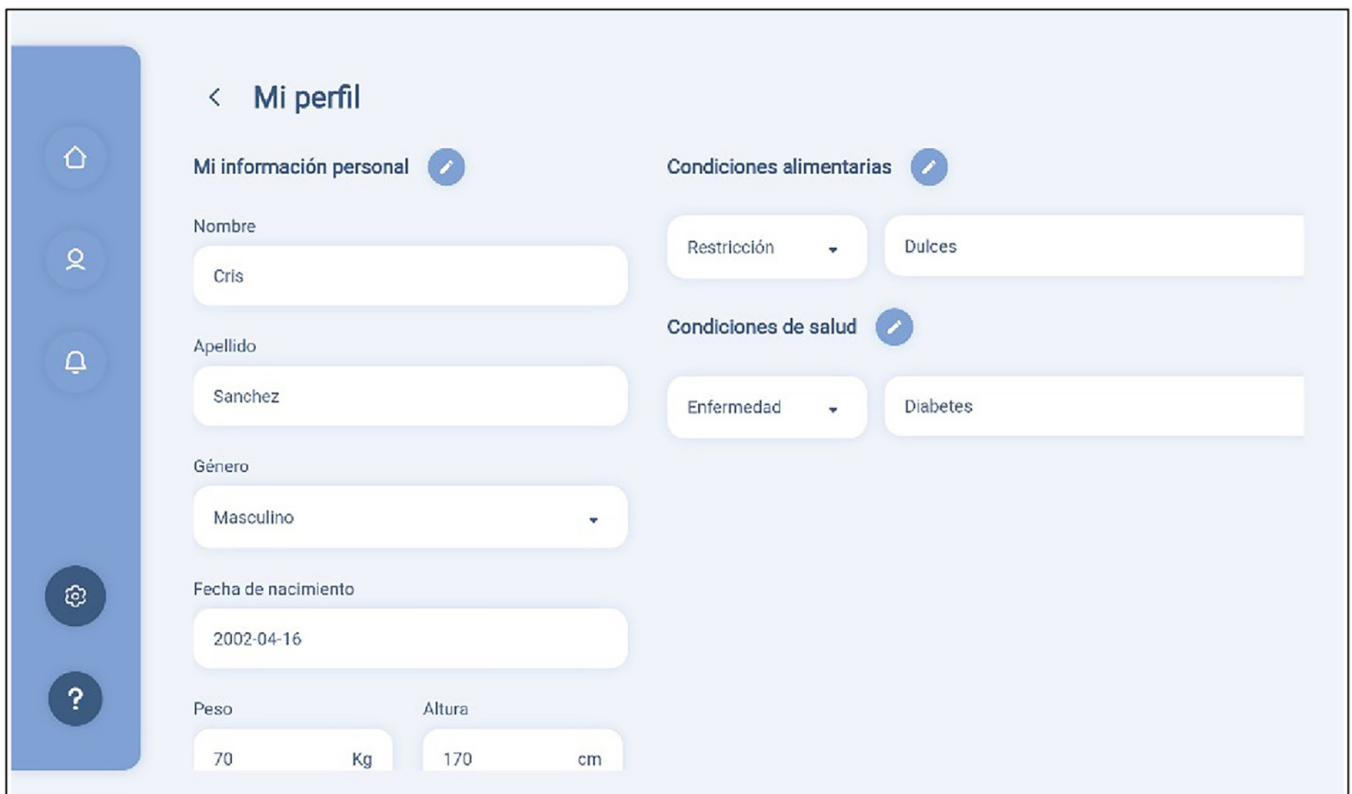 Mi perfil
Mi información personal
Nombre
Cris
Apellido
Sanchez
Género
Masculino
Fecha de nacimiento
2002-04-16
Peso Altura
70 Kg 170 cm
Condiciones alimentarias
Restricción Dulces
Condiciones de salud
Enfermedad Diabetes
?